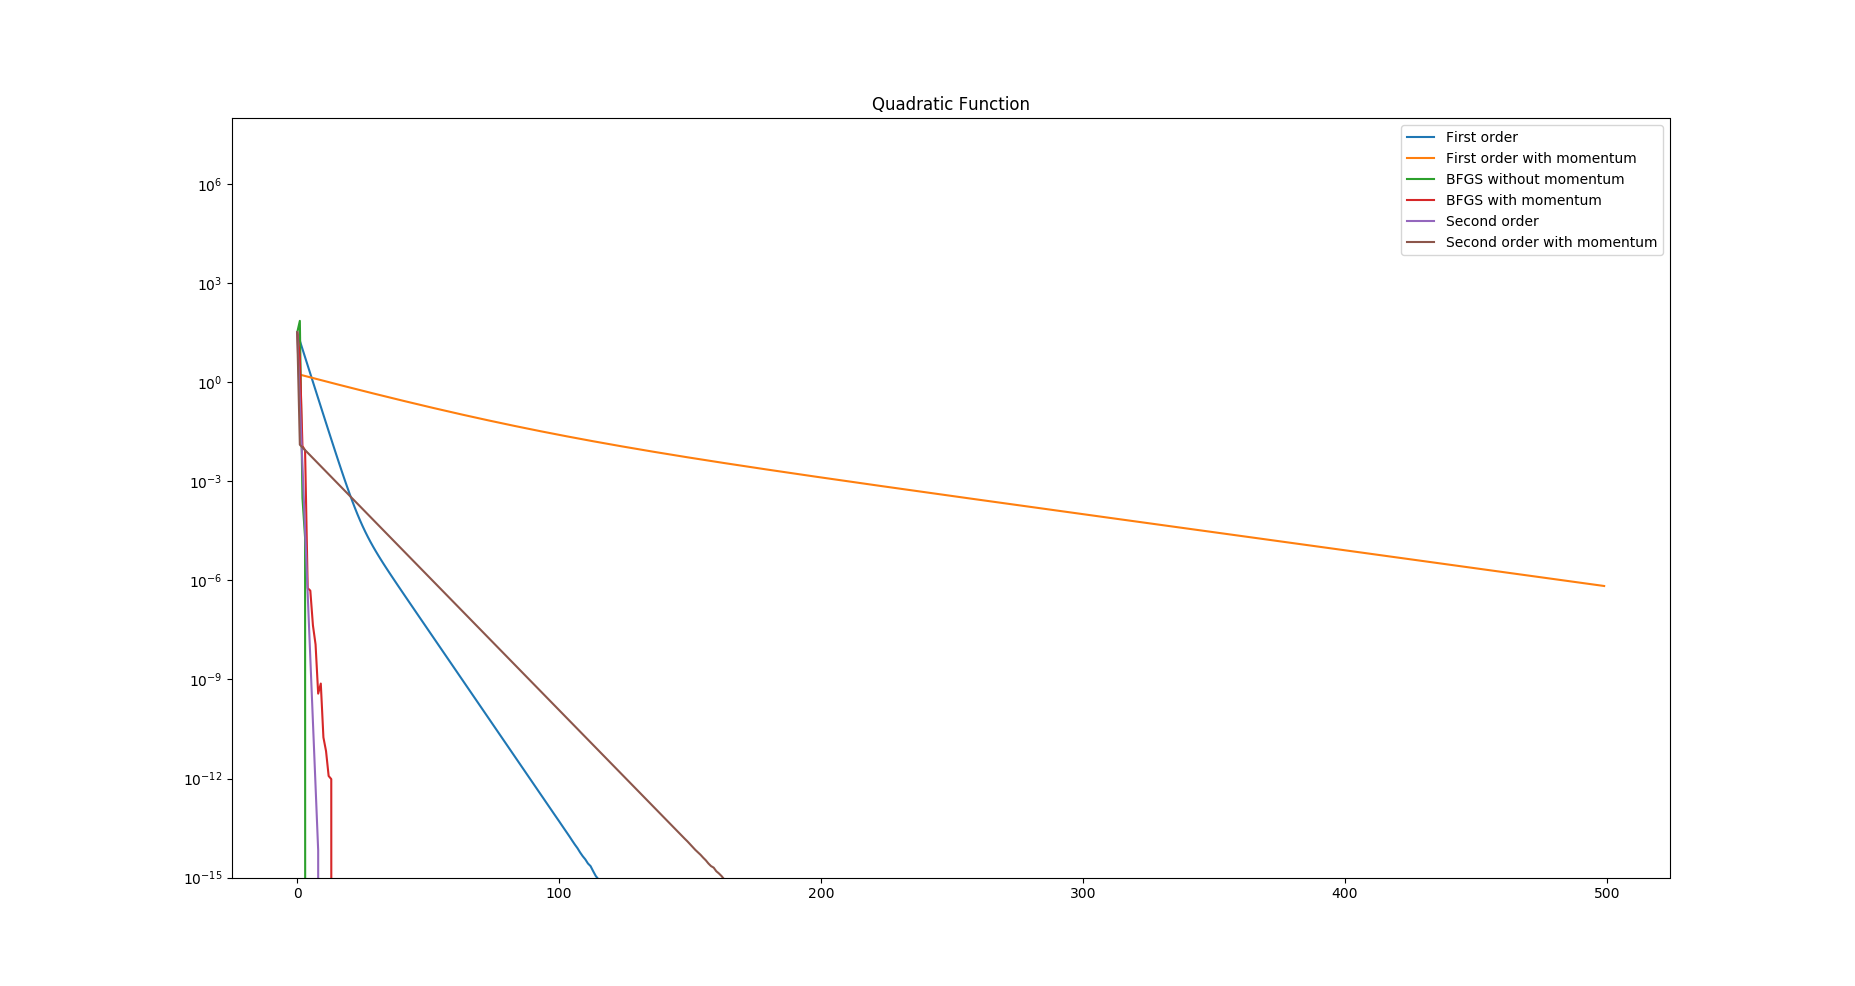 Quadratic Function
First order
First order with momentum
BFGS without momentum
BFGS with momentum
Second order
Second order with momentum
10^6
10^3
10^0
10^-3
10^-6
10^-9
10^-12
10^-15
0 100 200 300 400 500